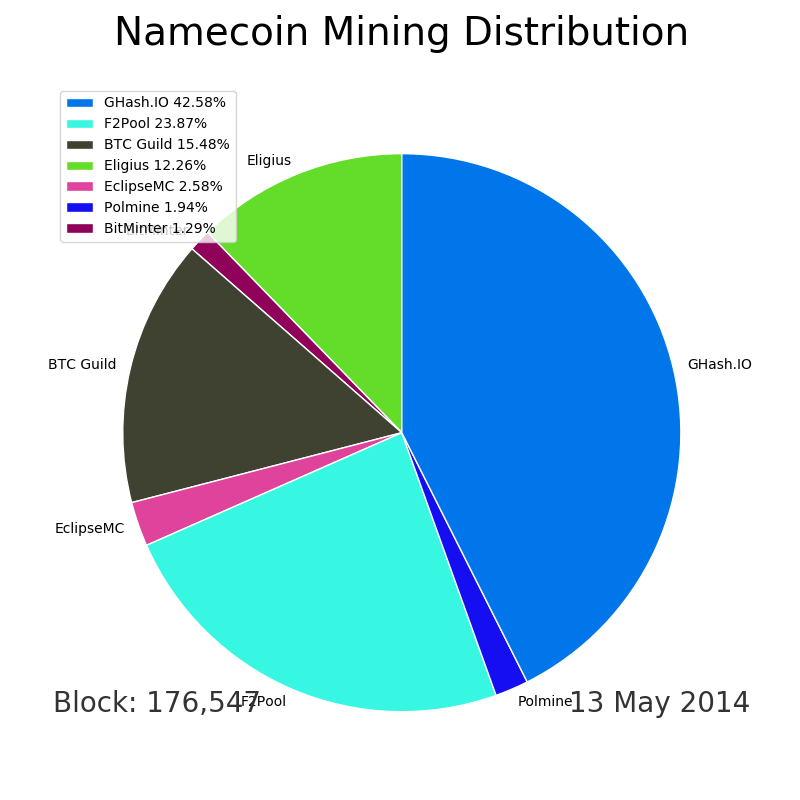 Namecoin Mining Distribution
GHash.IO 42.58%
F2Pool 23.87%
BTC Guild 15.48%
Eligius 12.26%
EclipseMC 2.58%
Polmine 1.94%
BitMinter 1.29%
Eligius
BitMinter
BTC Guild
GHash.IO
EclipseMC
Block: 176,547
F2Pool
Polmine
13 May 2014